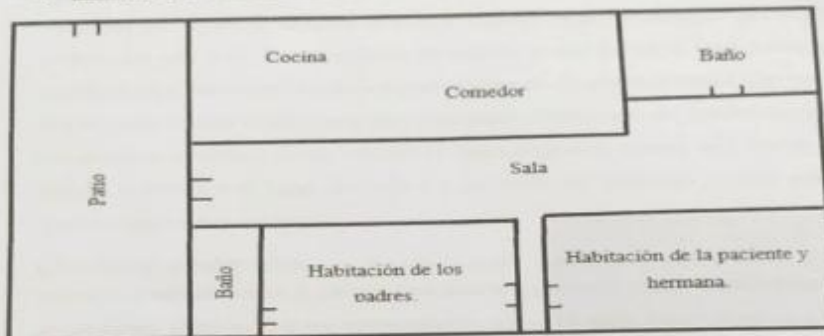 Cocina
Baño
Comedor
Sala
Patio
Baño
Habitación de los
padres.
Habitación de la paciente y
hermana.